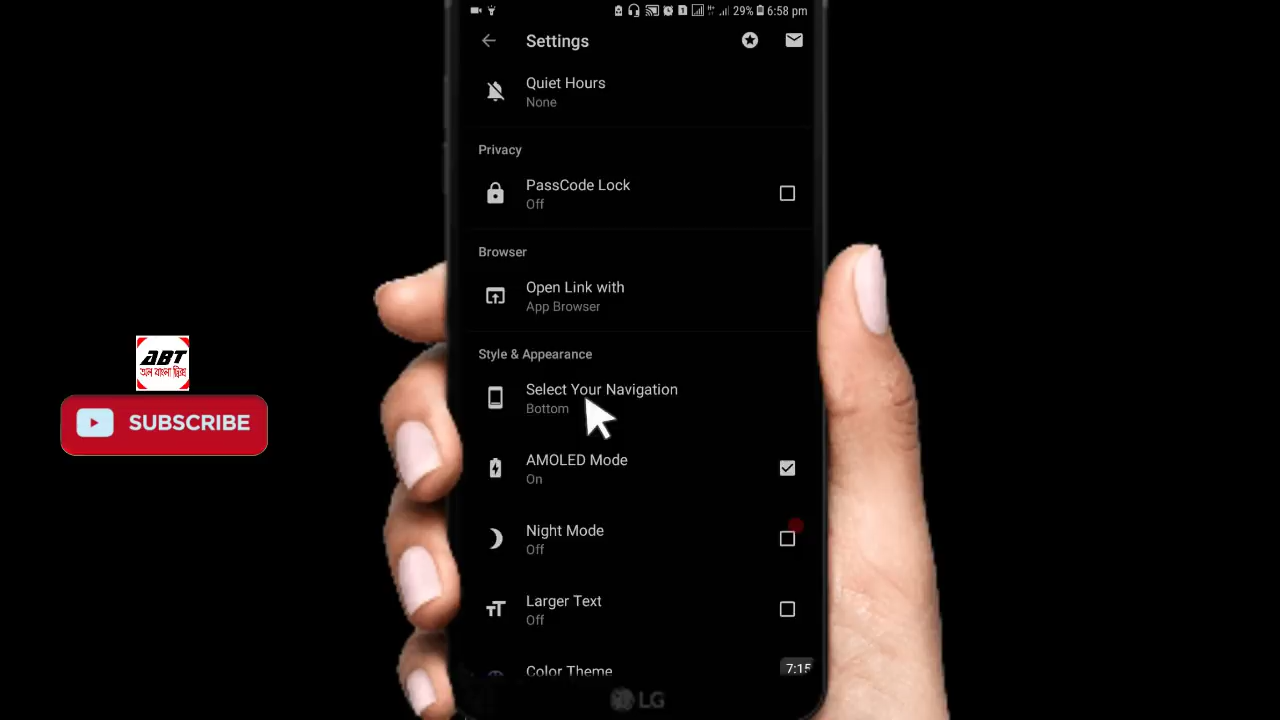 29% 6:58 pm
Settings
Quiet Hours
None
Privacy
PassCode Lock
Off
Browser
Open Link with
App Browser
Style & Appearance
Select Your Navigation
Bottom
AMOLED Mode
On
Night Mode
Off
Larger Text
Off
Color Theme
7:15
LG
ABT
অল বাংলা ট্রিক্স
SUBSCRIBE